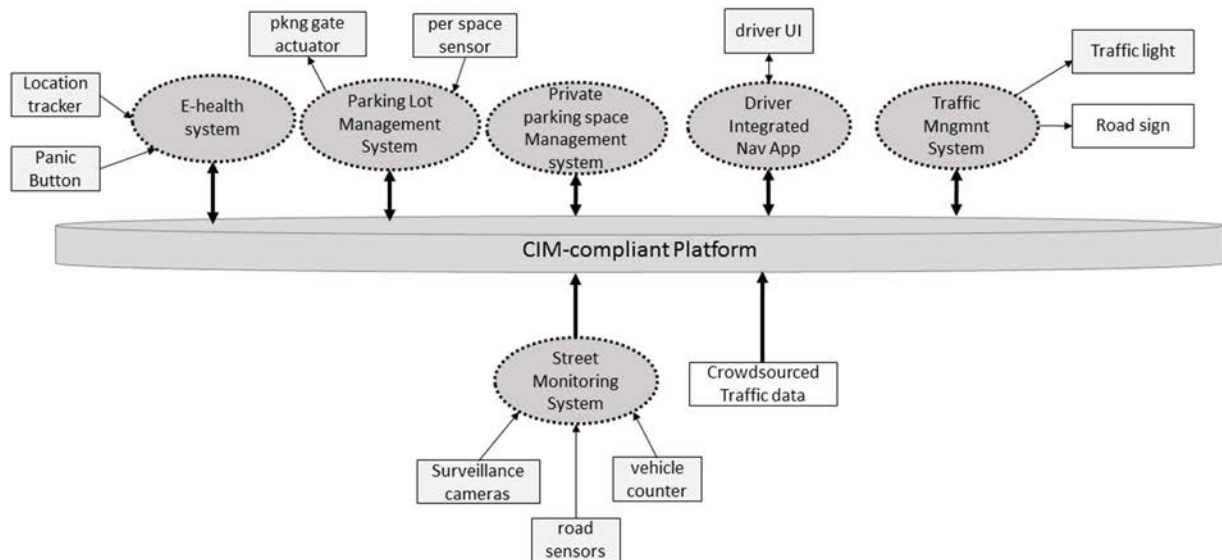 pkng gate
actuator
per space
sensor
driver UI
Traffic light
Location
tracker
E-health
system
Parking Lot
Management
System
Private
parking space
Management
system
Driver
Integrated
Nav App
Traffic
Mngmnt
System
Road sign
Panic
Button
CIM-compliant Platform
Street
Monitoring
System
Crowdsourced
Traffic data
Surveillance
cameras
road
sensors
vehicle
counter